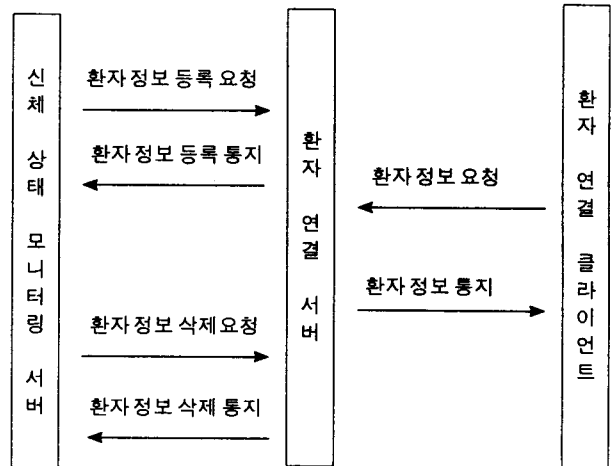 신체 상태 모니터링 서버
환자 정보 등록 요청
환자 정보 등록 통지
환자 정보 삭제 요청
환자 정보 삭제 통지
환자 연결 서버
환자 정보 요청
환자 정보 통지
환자 연결 클라이언트